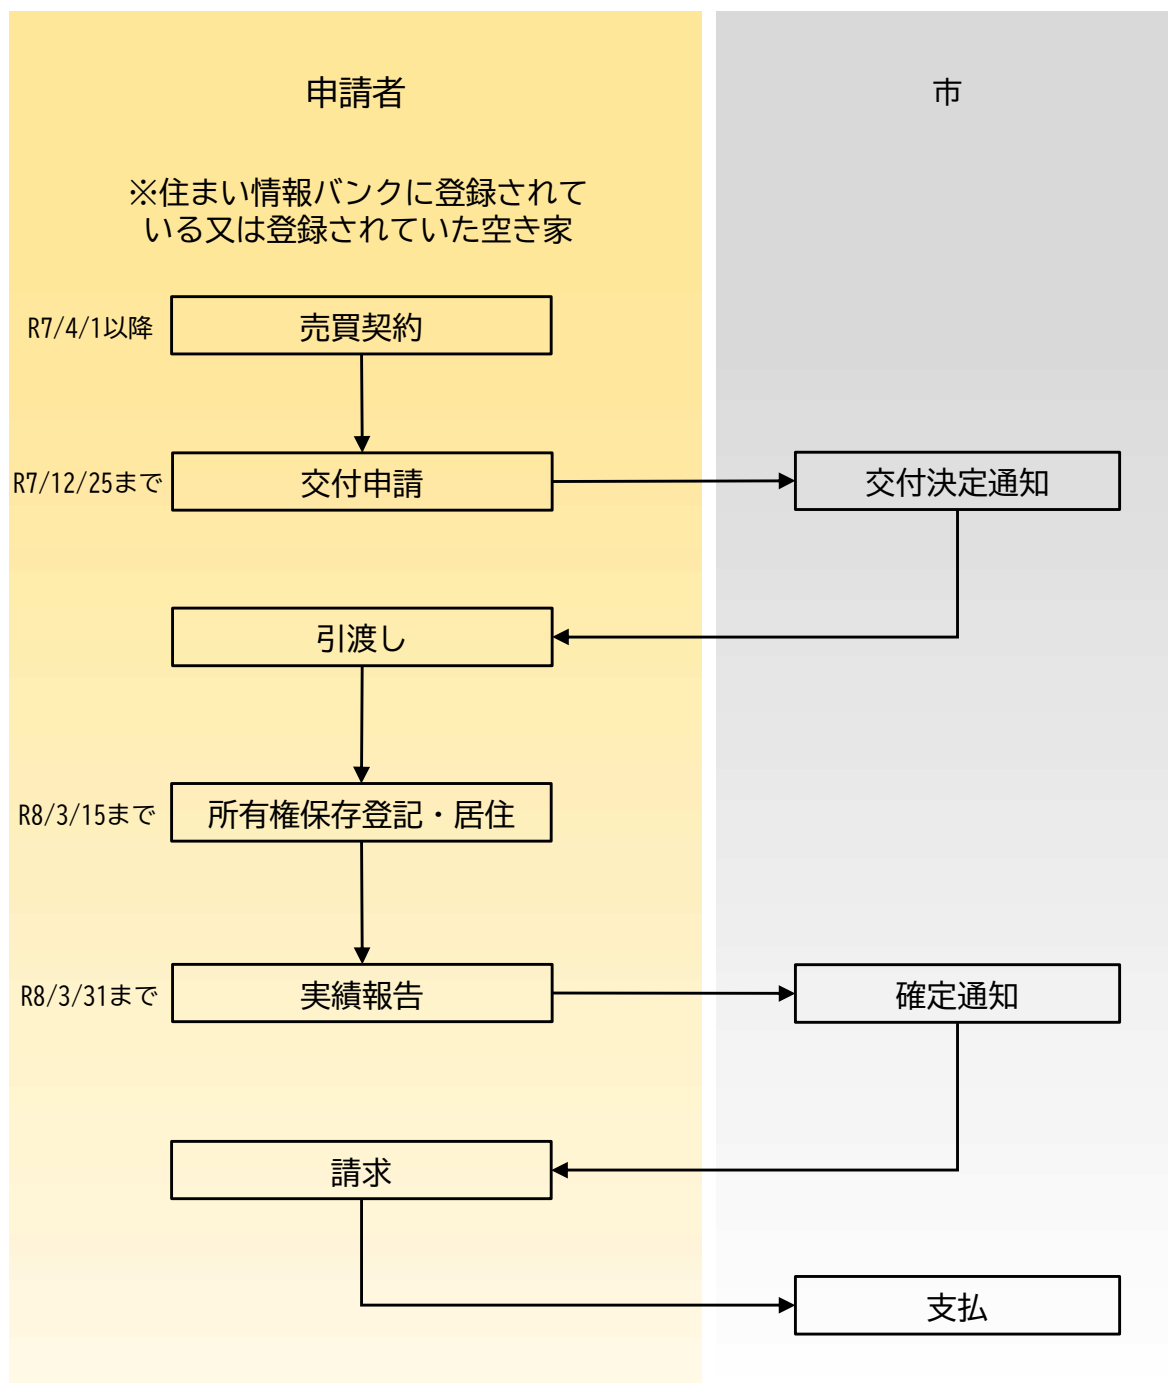 申請者
市
※住まい情報バンクに登録されて
いる又は登録されていた空き家
R7/4/1以降
売買契約
R7/12/25まで
交付申請
交付決定通知
引渡し
R8/3/15まで
所有権保存登記・居住
R8/3/31まで
実績報告
確定通知
請求
支払